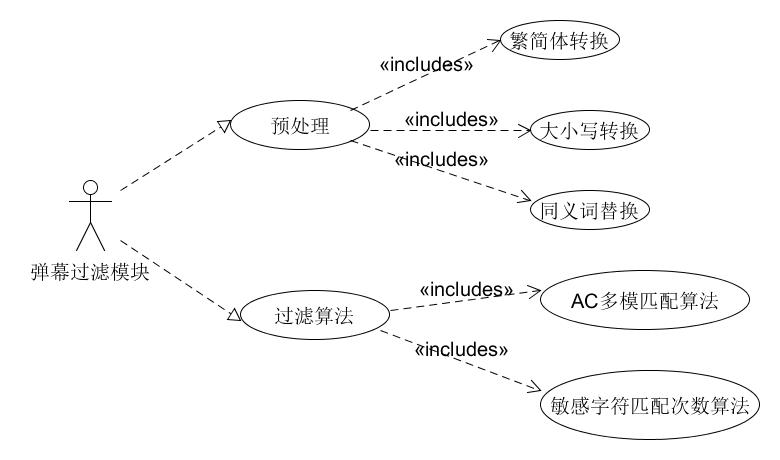 繁简体转换
«includes»
预处理
«includes»
大小写转换
«includes»
同义词替换
弹幕过滤模块
«includes»
AC多模匹配算法
过滤算法
«includes»
敏感字符匹配次数算法